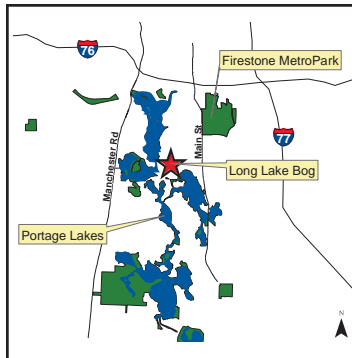 76
Firestone MetroPark
Main St
77
Manchester Rd
Long Lake Bog
Portage Lakes
N